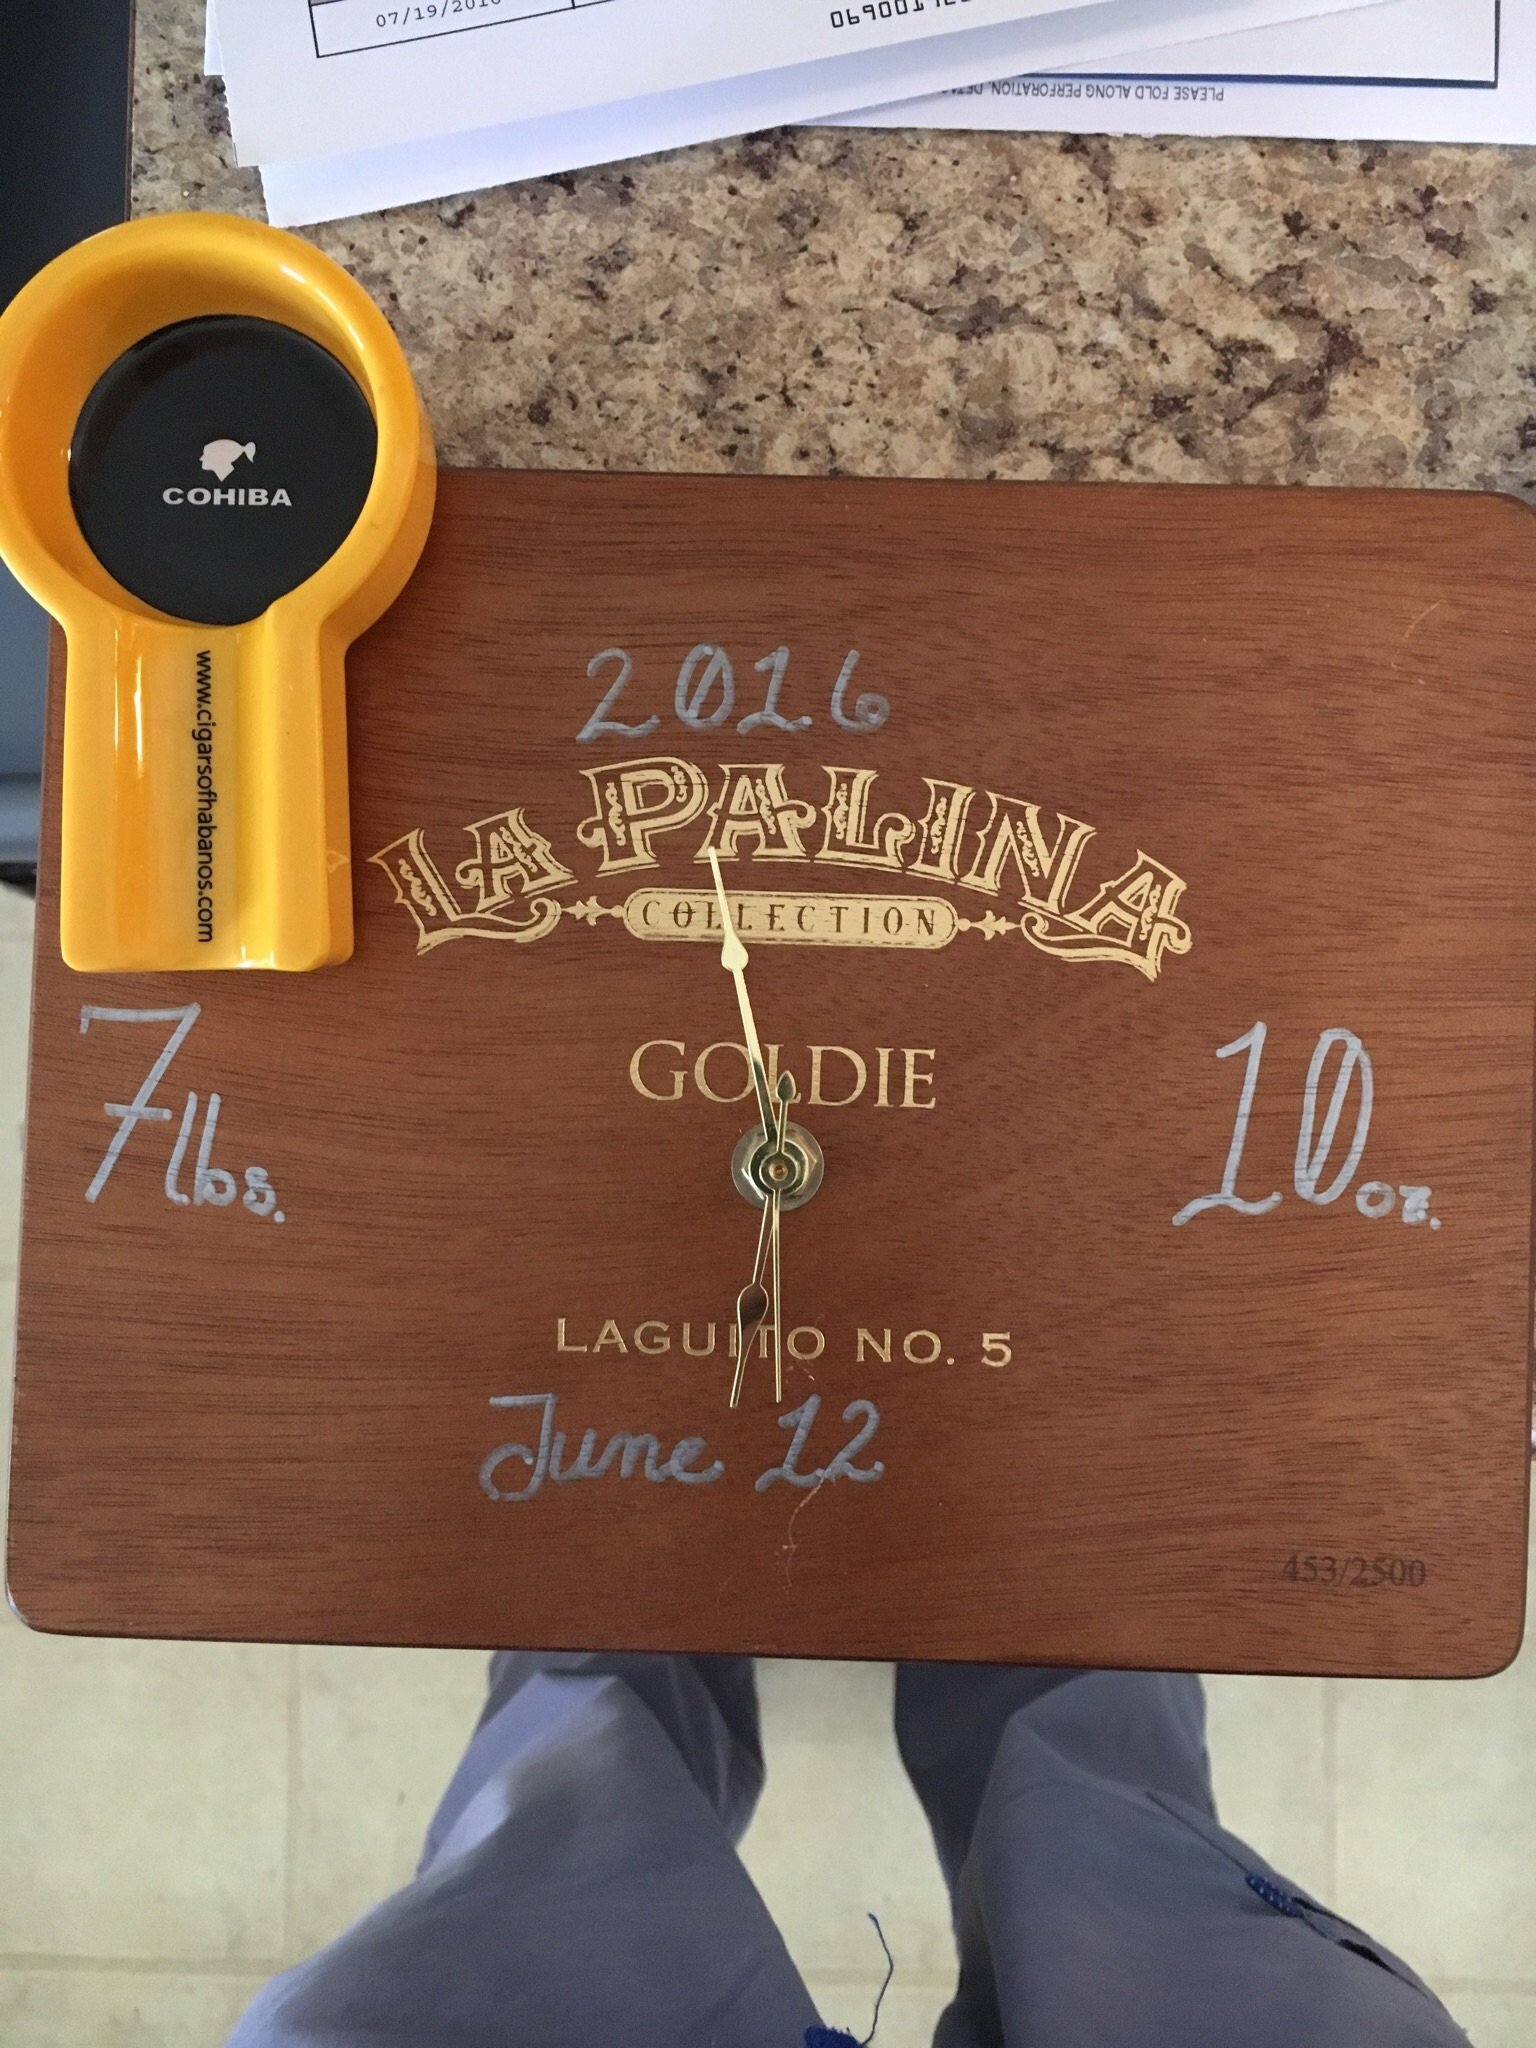 07/19/2016
PLEASE FOLD ALONG PERFORATION,
COHIBA
www.cigarsofhabanos.com
2016
LA PALINA
COLLECTION
7 lbs.
GOLDIE
10 oz.
LAGUITO NO. 5
June 12
453/2500